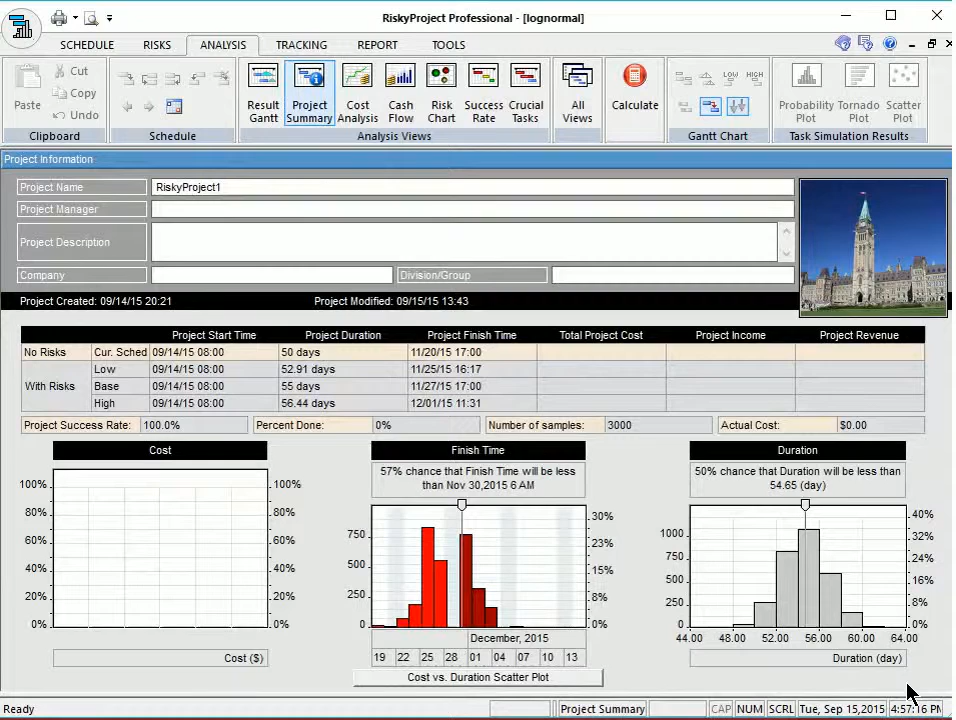 RiskyProject Professional - [lognormal]
SCHEDULE RISKS ANALYSIS TRACKING REPORT TOOLS
Cut
Copy
Paste Undo
Clipboard
Schedule
Result Gantt
Project Summary
Cost Analysis
Cash Flow
Risk Chart
Success Rate
Crucial Tasks
Analysis Views
All Views
Calculate
LOW HIGH
Gantt Chart
Probability Plot
Tornado Plot
Scatter Plot
Task Simulation Results
Project Information
Project Name RiskyProject1
Project Manager
Project Description
Company Division/Group
Project Created: 09/14/15 20:21 Project Modified: 09/15/15 13:43
Project Start Time Project Duration Project Finish Time Total Project Cost Project Income Project Revenue
No Risks Cur. Sched 09/14/15 08:00 50 days 11/20/15 17:00
Low 09/14/15 08:00 52.91 days 11/25/15 16:17
With Risks Base 09/14/15 08:00 55 days 11/27/15 17:00
High 09/14/15 08:00 56.44 days 12/01/15 11:31
Project Success Rate: 100.0% Percent Done: 0% Number of samples: 3000 Actual Cost: $0.00
Cost
100% 100%
80% 80%
60% 60%
40% 40%
20% 20%
0% 0%
Cost ($)
Finish Time
57% chance that Finish Time will be less
than Nov 30,2015 6 AM
30%
750 23%
500 15%
250 8%
0 0%
December, 2015
19 22 25 28 01 04 07 10 13
Cost vs. Duration Scatter Plot
Duration
50% chance that Duration will be less than
54.65 (day)
40%
1000 32%
750 24%
500 16%
250 8%
0 0%
44.00 48.00 52.00 56.00 60.00 64.00
Duration (day)
Ready Project Summary CAP NUM SCRL Tue, Sep 15,2015 4:57:16 PM